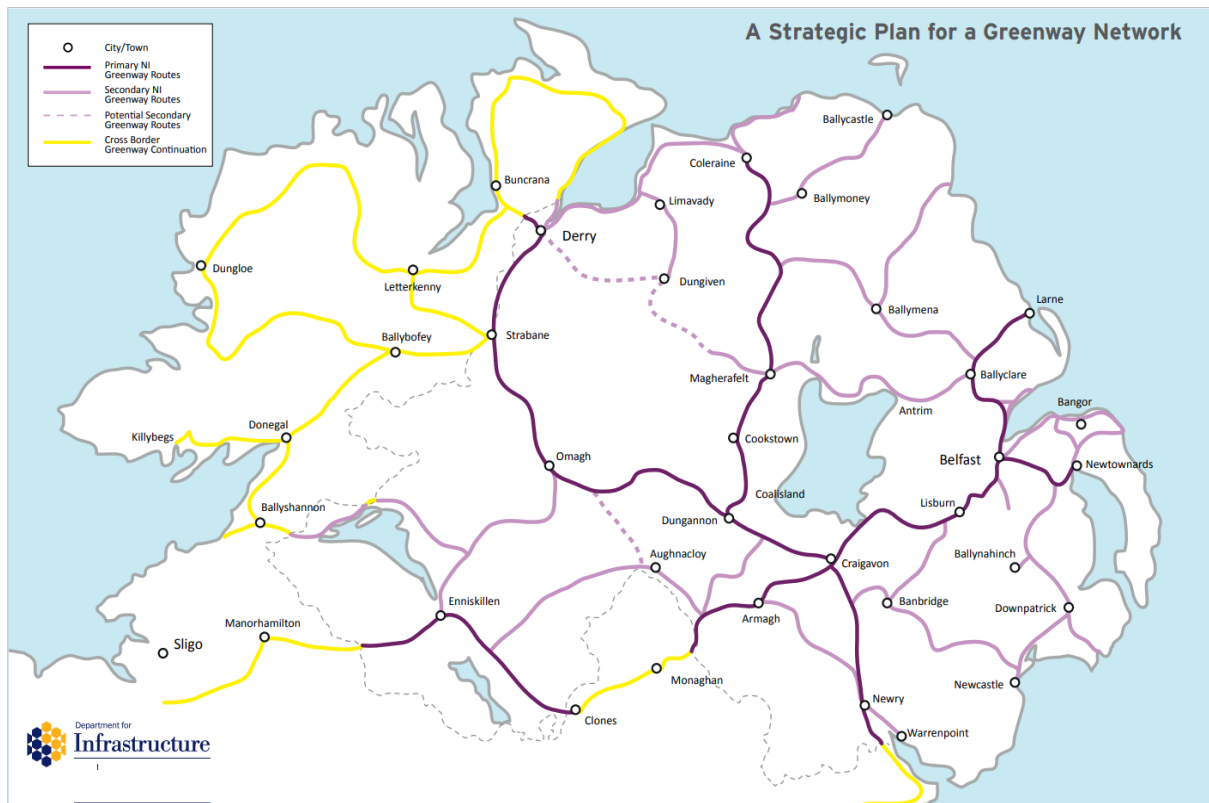 A Strategic Plan for a Greenway Network
City/Town
Primary NI
Greenway Routes
Secondary NI
Greenway Routes
Potential Secondary
Greenway Routes
Cross Border
Greenway Continuation
Ballycastle
Coleraine
Buncrana
Limavady
Ballymoney
Derry
Dungloe
Letterkenny
Dungiven
Larne
Ballymena
Ballybofey
Strabane
Magherafelt
Ballyclare
Antrim
Bangor
Killybegs
Donegal
Cookstown
Omagh
Belfast
Newtownards
Coalisland
Lisburn
Ballyshannon
Dungannon
Aughnacloy
Craigavon
Ballynahinch
Enniskillen
Banbridge
Downpatrick
Manorhamilton
Armagh
Sligo
Monaghan
Newcastle
Newry
Clones
Warrenpoint
Department for
Infrastructure